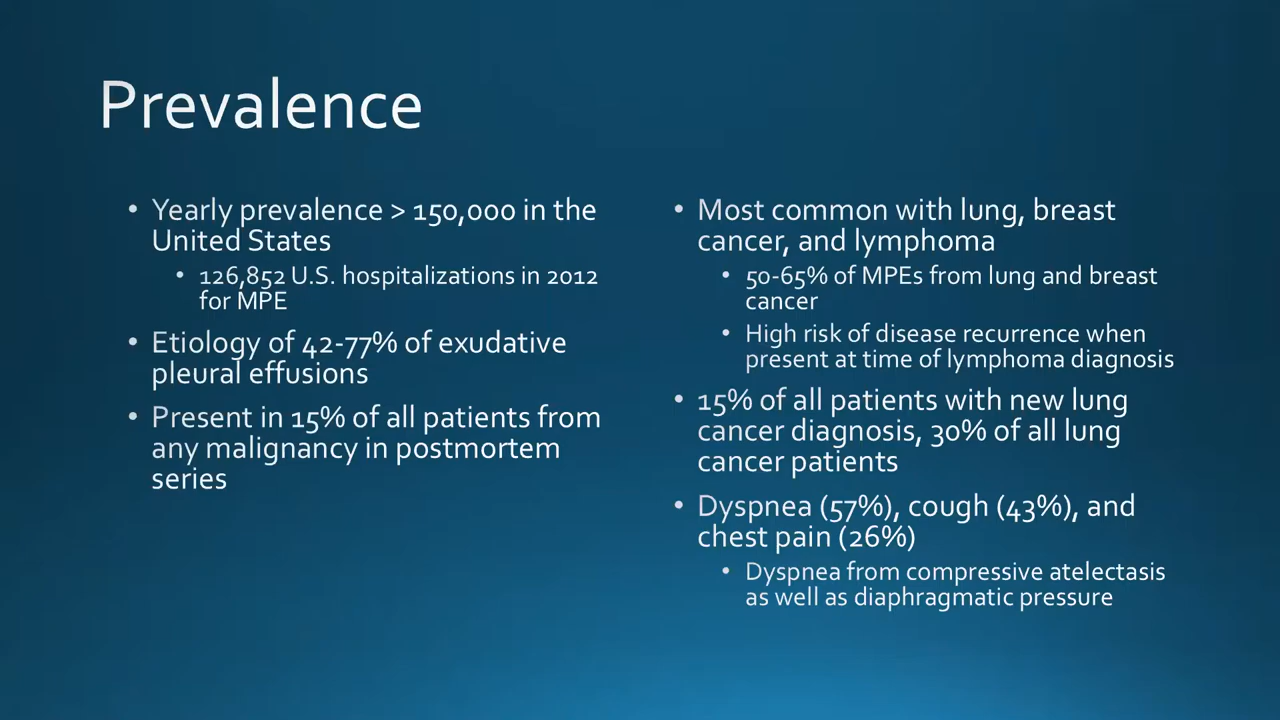 Prevalence
• Yearly prevalence > 150,000 in the
United States
• 126,852 U.S. hospitalizations in 2012
for MPE
• Etiology of 42-77% of exudative
pleural effusions
• Present in 15% of all patients from
any malignancy in postmortem
series
• Most common with lung, breast
cancer, and lymphoma
• 50-65% of MPEs from lung and breast
cancer
• High risk of disease recurrence when
present at time of lymphoma diagnosis
• 15% of all patients with new lung
cancer diagnosis, 30% of all lung
cancer patients
• Dyspnea (57%), cough (43%), and
chest pain (26%)
• Dyspnea from compressive atelectasis
as well as diaphragmatic pressure